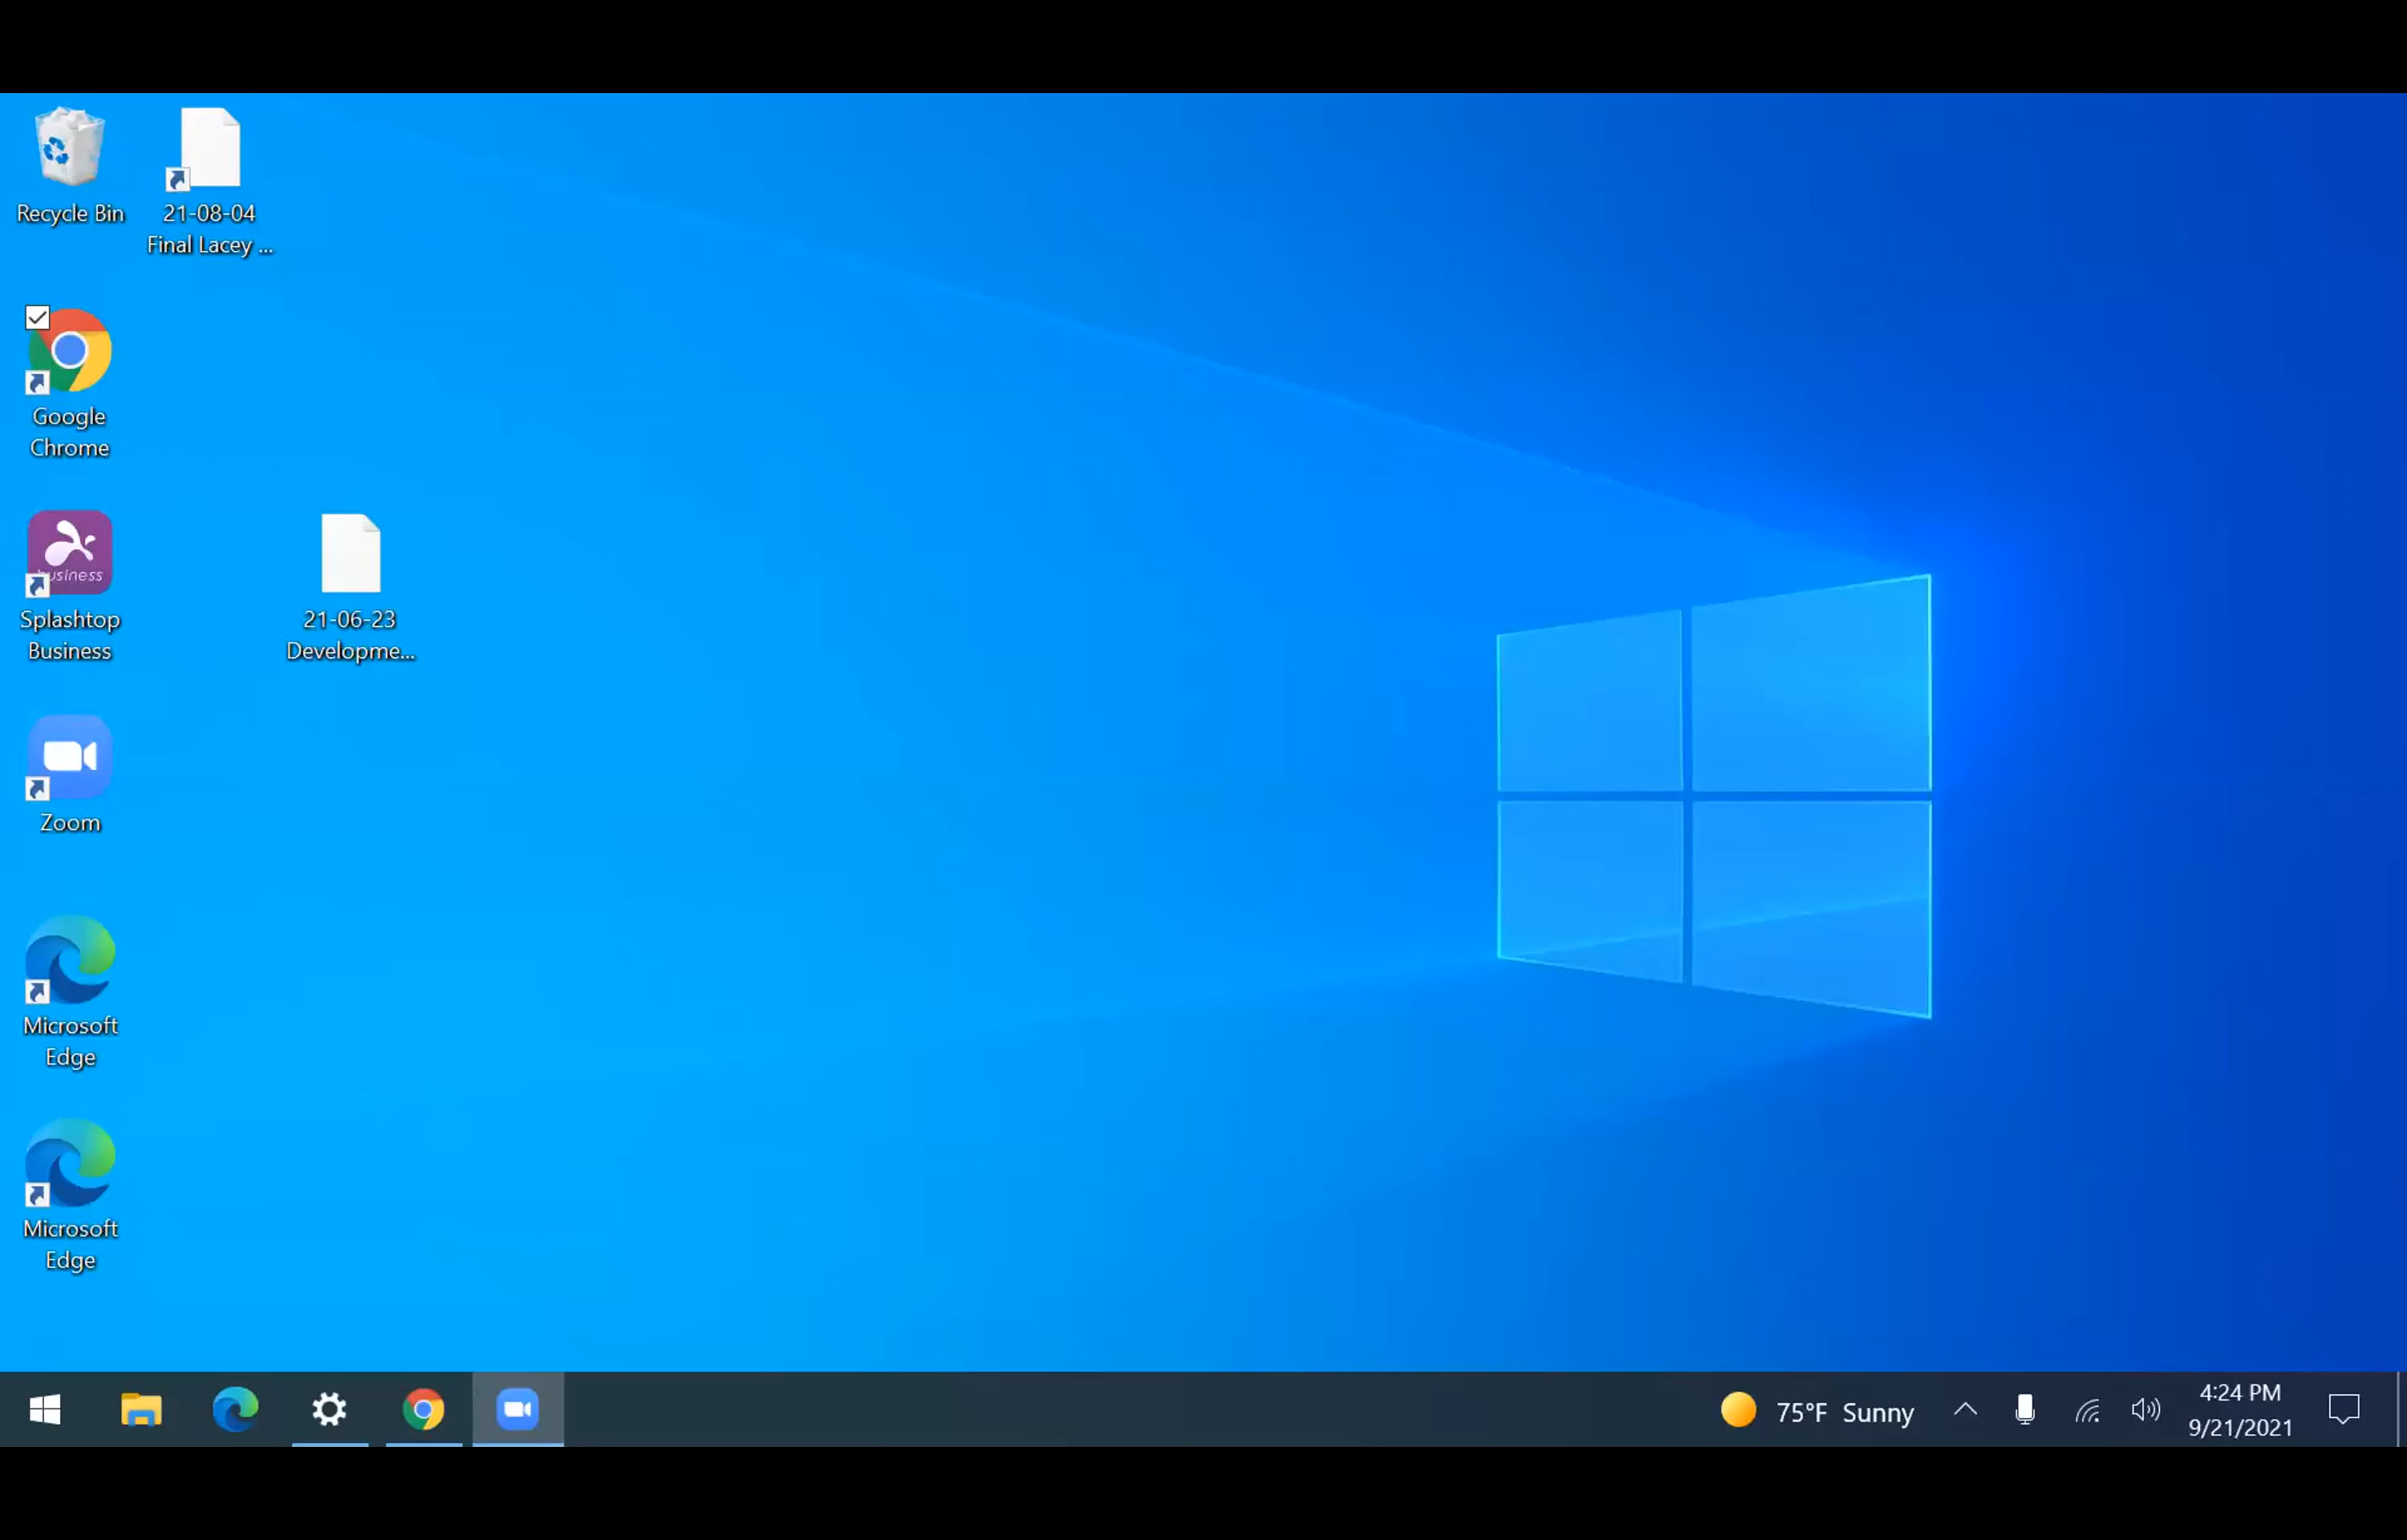 Recycle Bin
21-08-04
Final Lacey ...
Google
Chrome
business
Splashtop
Business
21-06-23
Developme...
Zoom
Microsoft
Edge
Microsoft
Edge
75°F Sunny
4:24 PM
9/21/2021